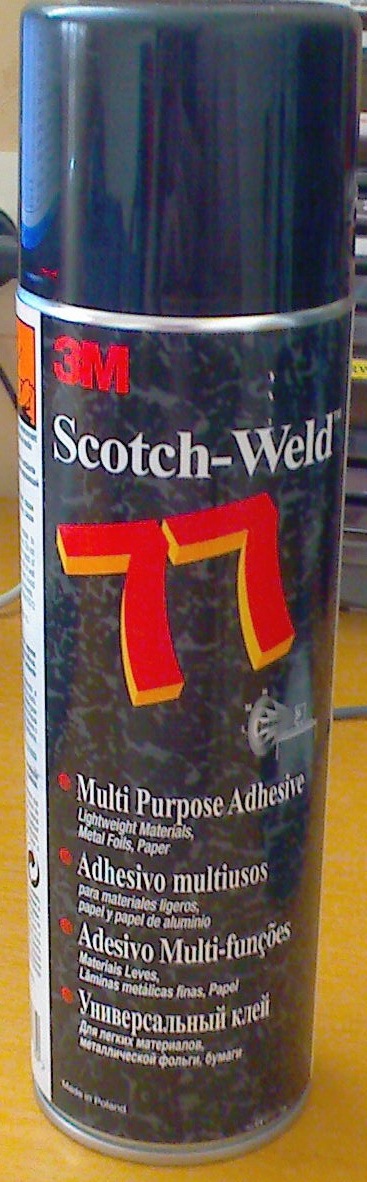 3M
Scotch-Weld™
77
Multi Purpose Adhesive
Lightweight Materials,
Metal Foils, Paper
Adhesivo multiusos
para materiales ligeros,
papel y papel de aluminio
Adesivo Multi-funções
Materiais Leves,
Lâminas metálicas finas, Papel
Универсальный клей
Для легких материалов,
металлической фольги, бумаги
Made in Poland